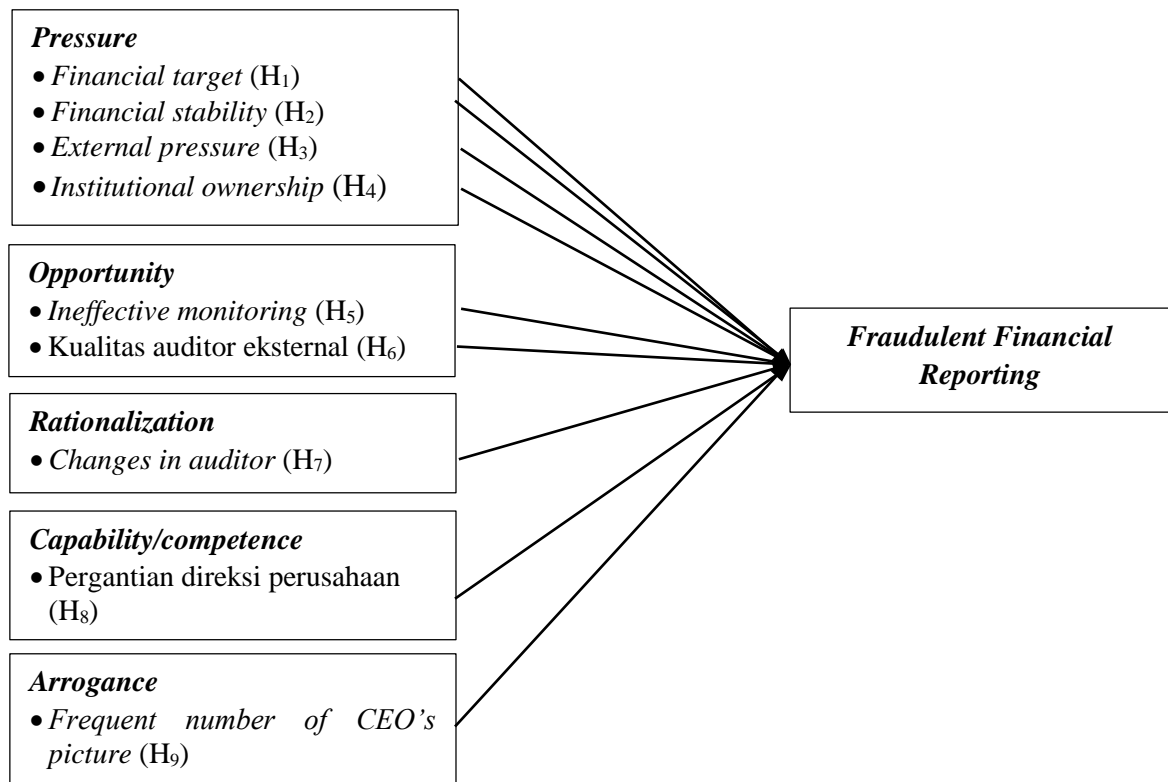 Pressure
• Financial target (H₁)
• Financial stability (H₂)
• External pressure (H₃)
• Institutional ownership (H₄)
Opportunity
• Ineffective monitoring (H₅)
• Kualitas auditor eksternal (H₆)
Rationalization
• Changes in auditor (H₇)
Capability/competence
• Pergantian direksi perusahaan
(H₈)
Arrogance
• Frequent number of CEO's
picture (H₉)
Fraudulent Financial
Reporting